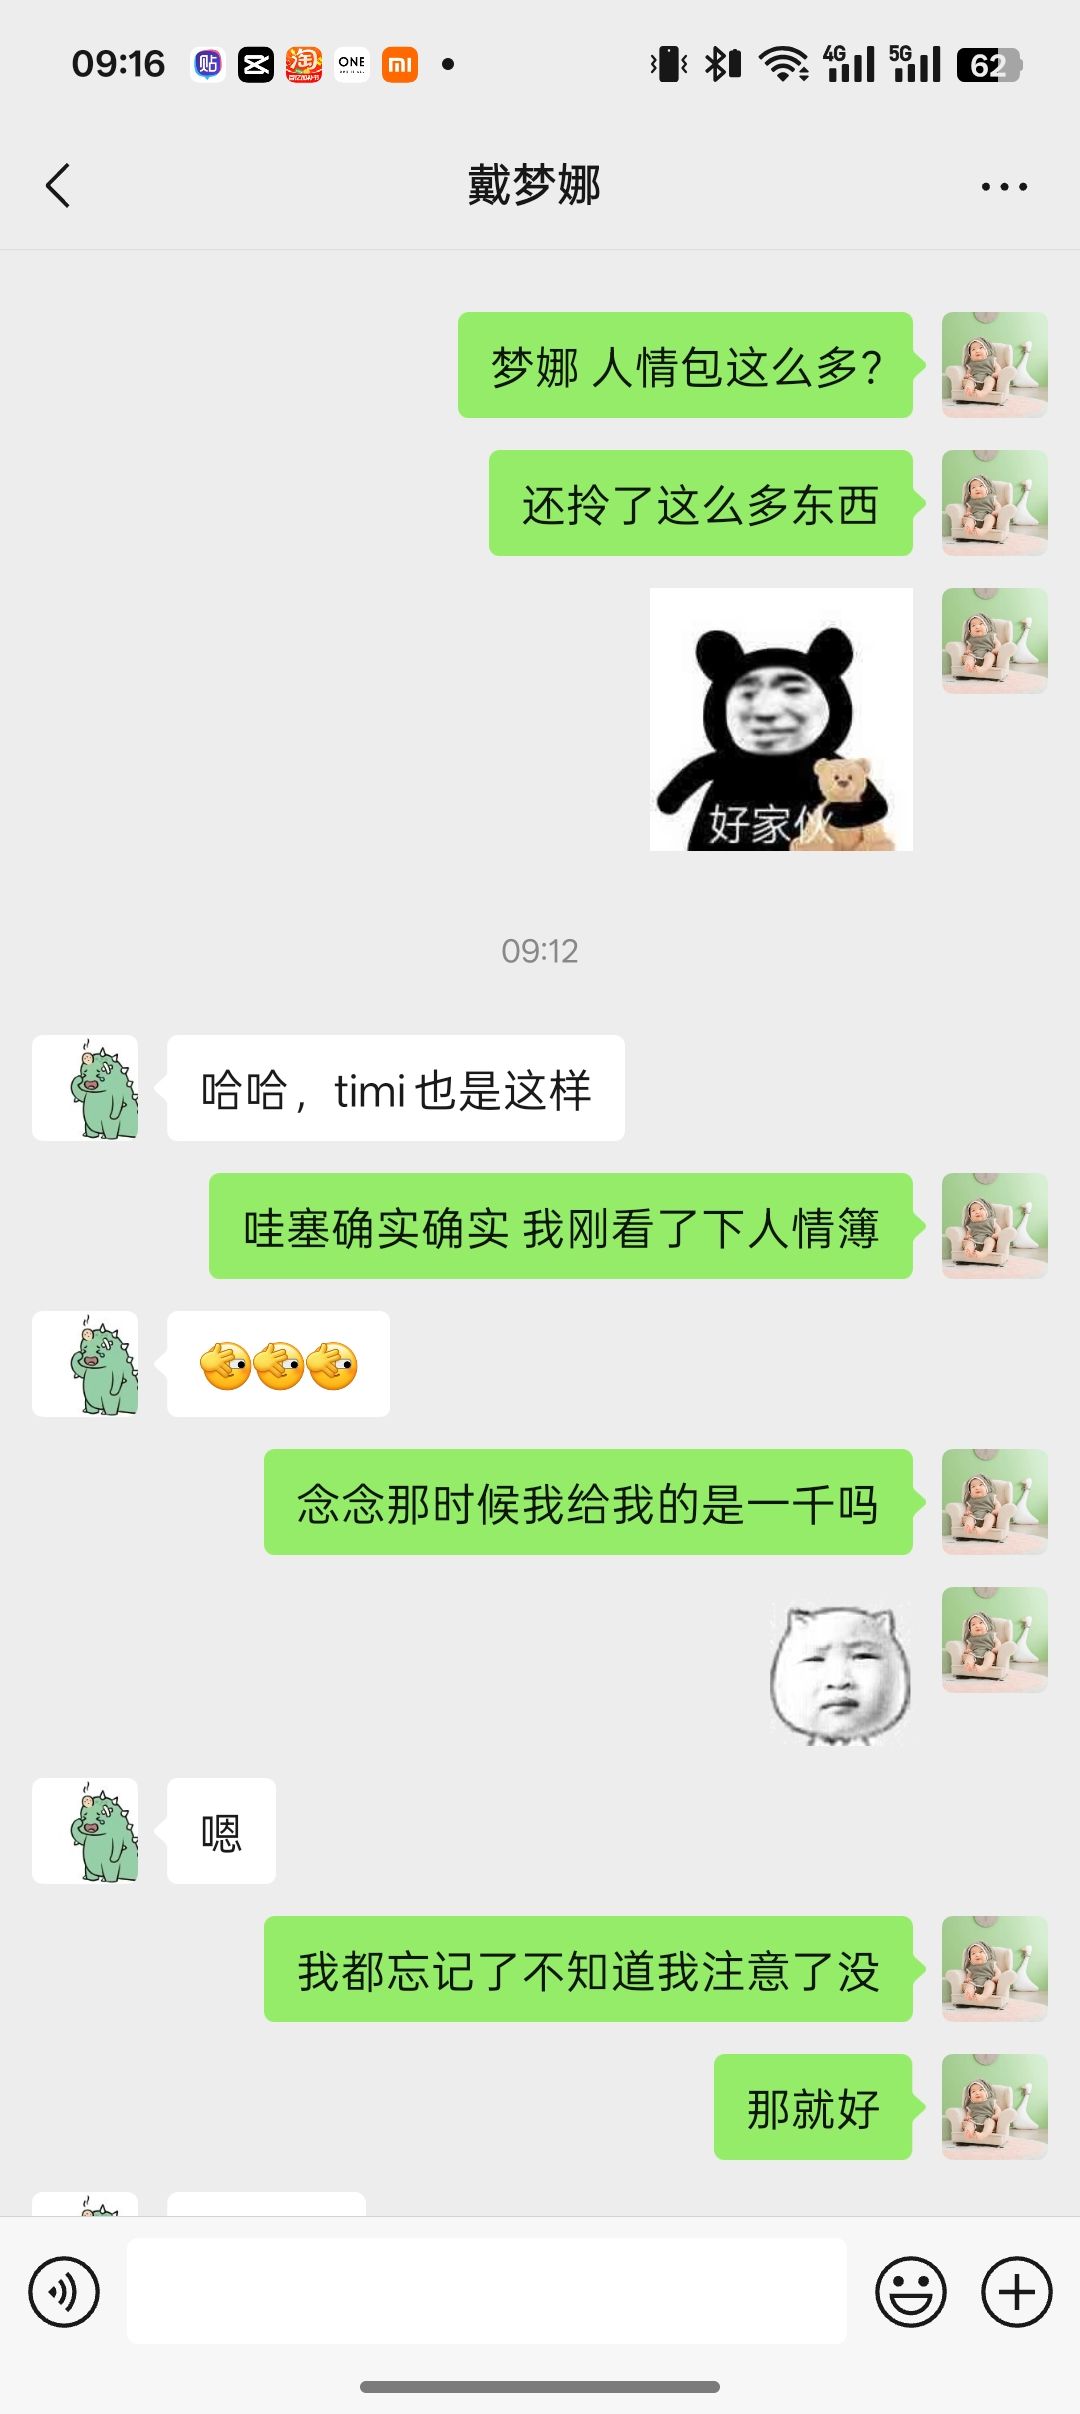 09:16 贴 淘 ONE mi 4G 5G 62
戴梦娜
梦娜 人情包这么多?
还拎了这么多东西
好家伙
09:12
哈哈，timi也是这样
哇塞确实确实 我刚看了下人情簿
念念那时候我给我的是一千吗
嗯
我都忘记了不知道我注意了没
那就好